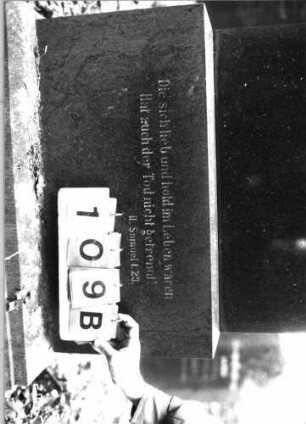 Die sich lieb und hold im Leben waren
Hat auch der Tod nicht getrennt
II Samuel 1.23.
109B